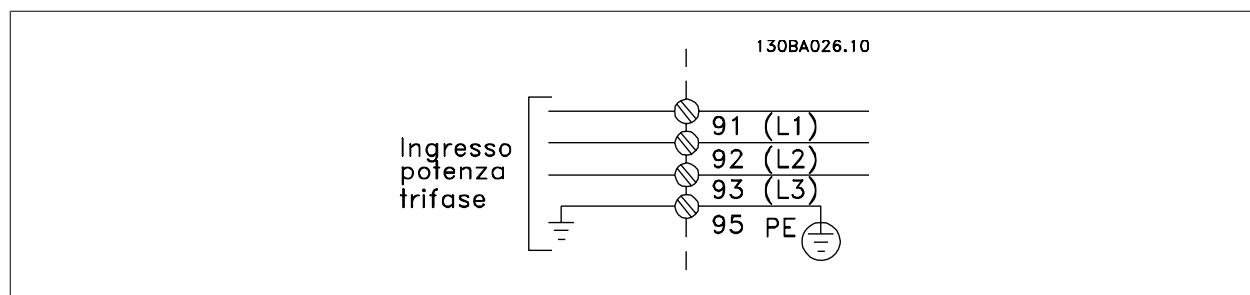 130BA026.10
Ingresso
potenza
trifase
91 (L1)
92 (L2)
93 (L3)
95 PE